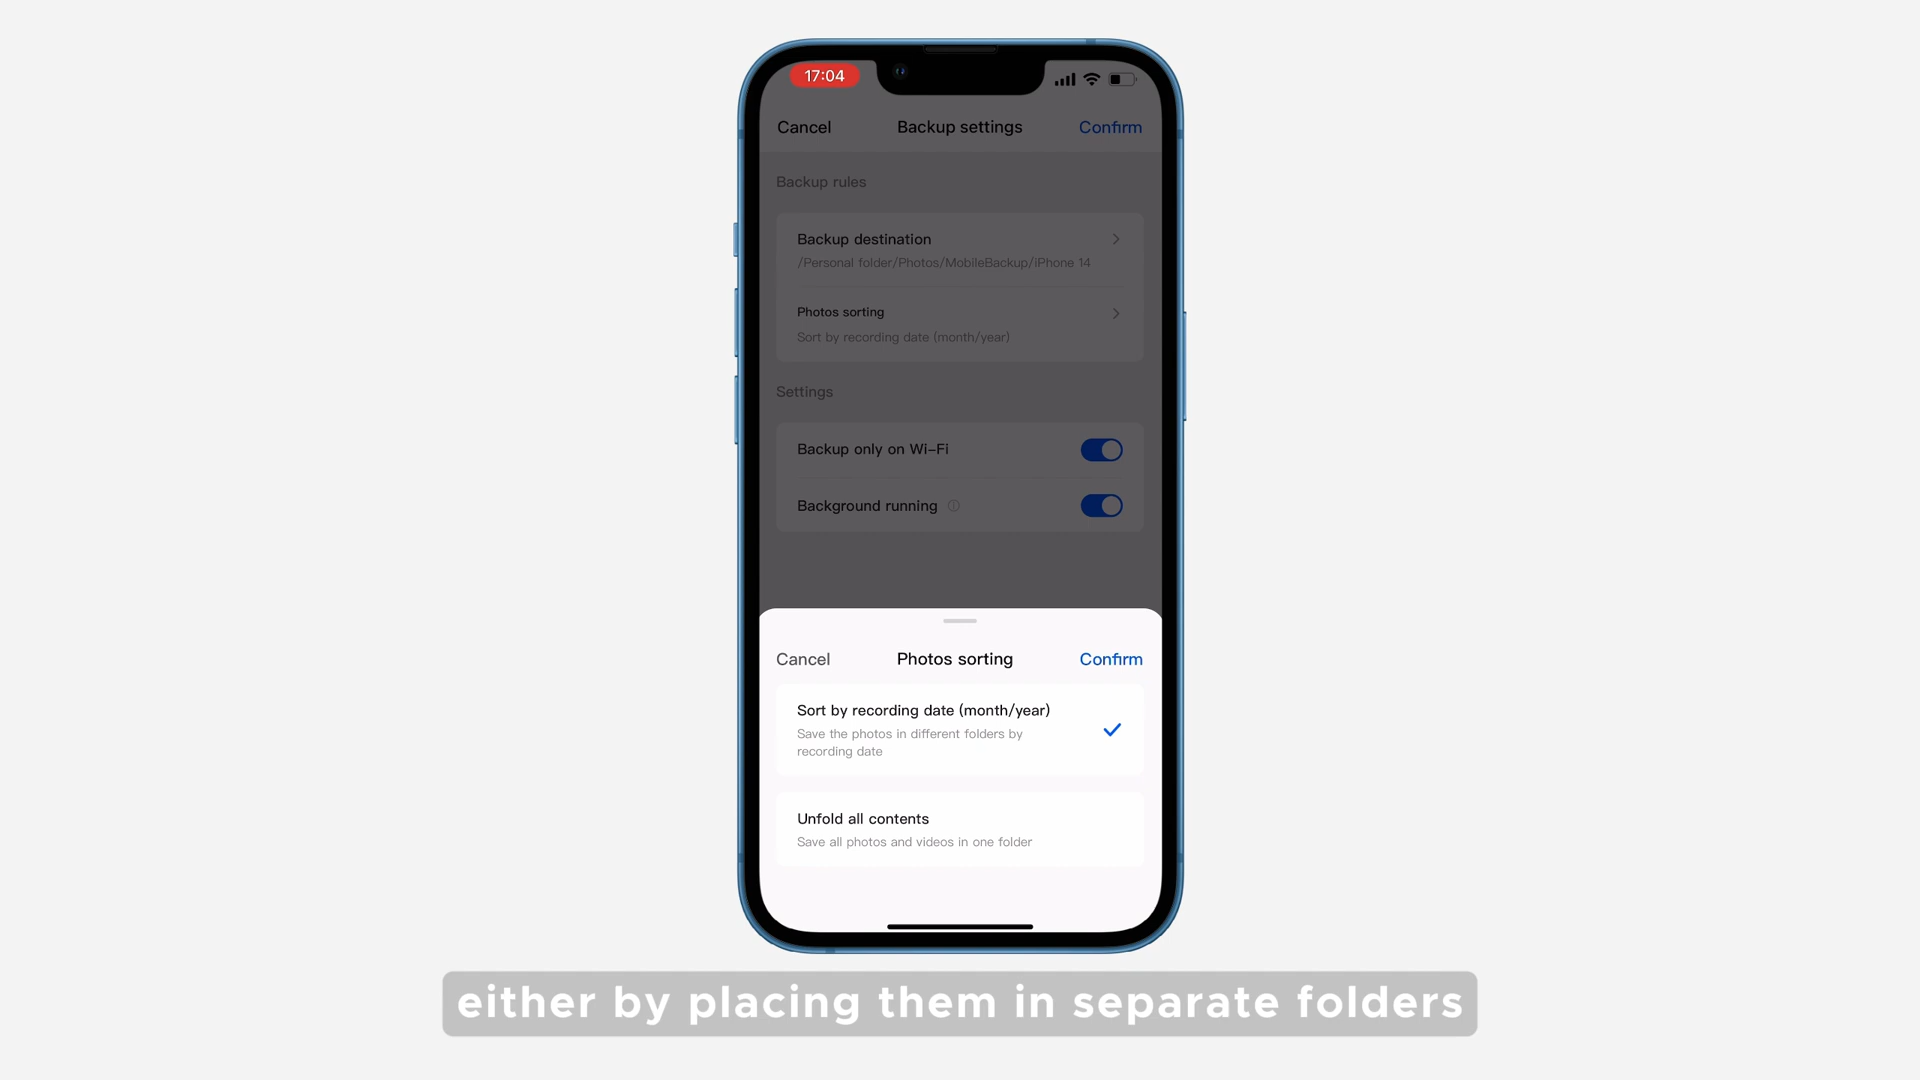 17:04
Cancel Backup settings Confirm
Backup rules
Backup destination
/Personal folder/Photos/MobileBackup/iPhone 14
Photos sorting
Sort by recording date (month/year)
Settings
Backup only on Wi-Fi
Background running
Cancel Photos sorting Confirm
Sort by recording date (month/year)
Save the photos in different folders by
recording date
Unfold all contents
Save all photos and videos in one folder
either by placing them in separate folders